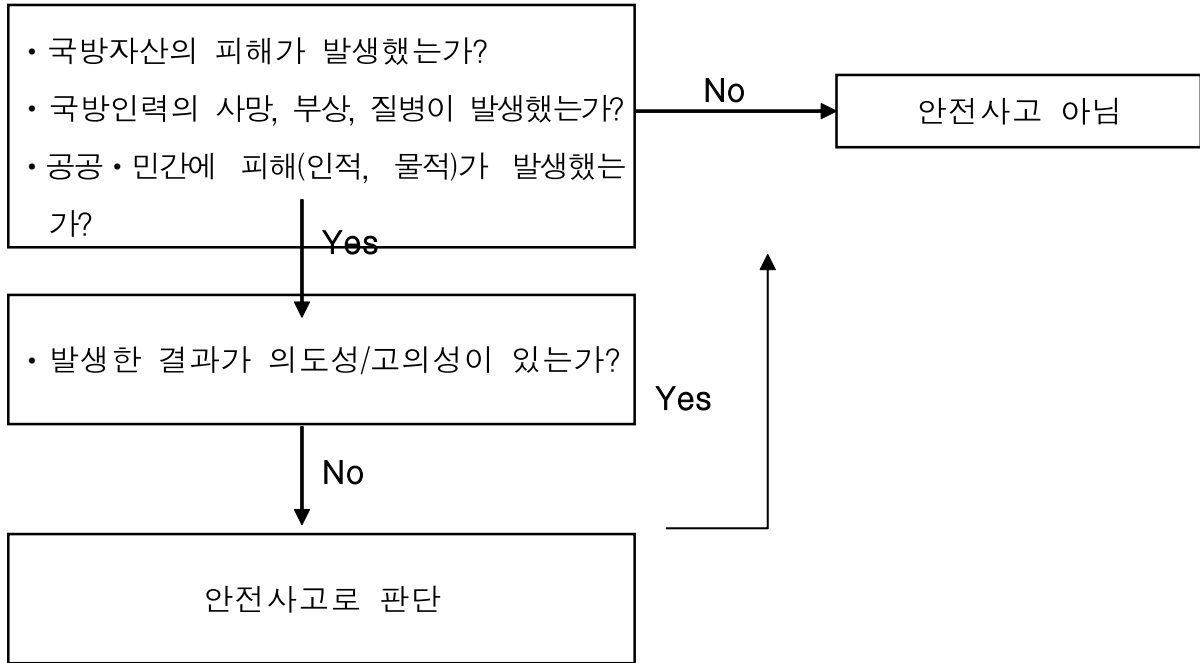 · 국방자산의 피해가 발생했는가?
· 국방인력의 사망, 부상, 질병이 발생했는가?
· 공공·민간에 피해(인적, 물적)가 발생했는
가?
No
안전사고 아님
Yes
· 발생한 결과가 의도성/고의성이 있는가?
Yes
No
안전사고로 판단